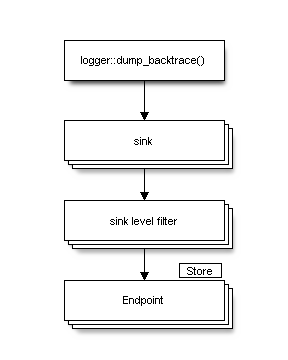 logger::dump_backtrace()
sink
sink level filter
Store
Endpoint